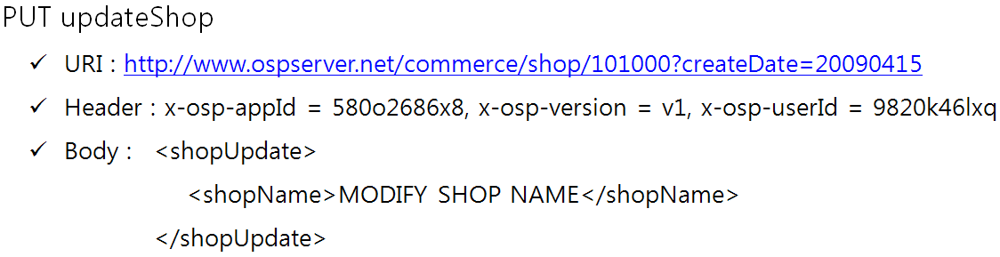 PUT updateShop
✓ URI : http://www.ospserver.net/commerce/shop/101000?createDate=20090415
✓ Header : x-osp-appId = 580o2686x8, x-osp-version = v1, x-osp-userId = 9820k46lxq
✓ Body : <shopUpdate>
<shopName>MODIFY SHOP NAME</shopName>
</shopUpdate>